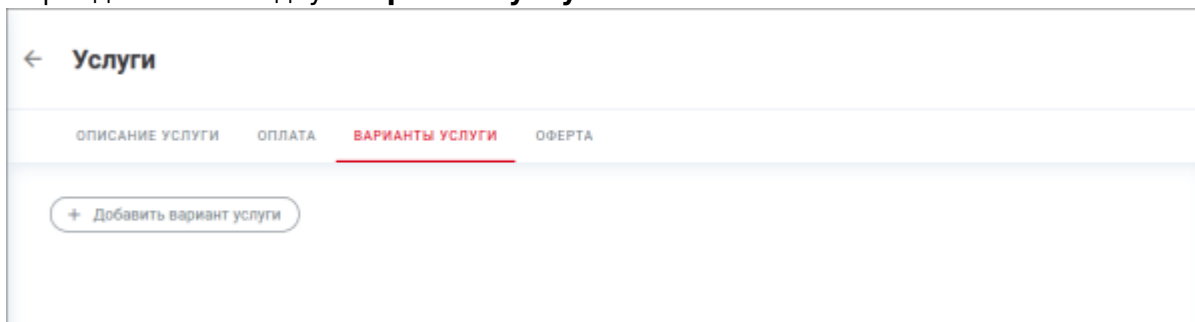 Услуги
ОПИСАНИЕ УСЛУГИ ОПЛАТА ВАРИАНТЫ УСЛУГИ ОФЕРТА
+ Добавить вариант услуги